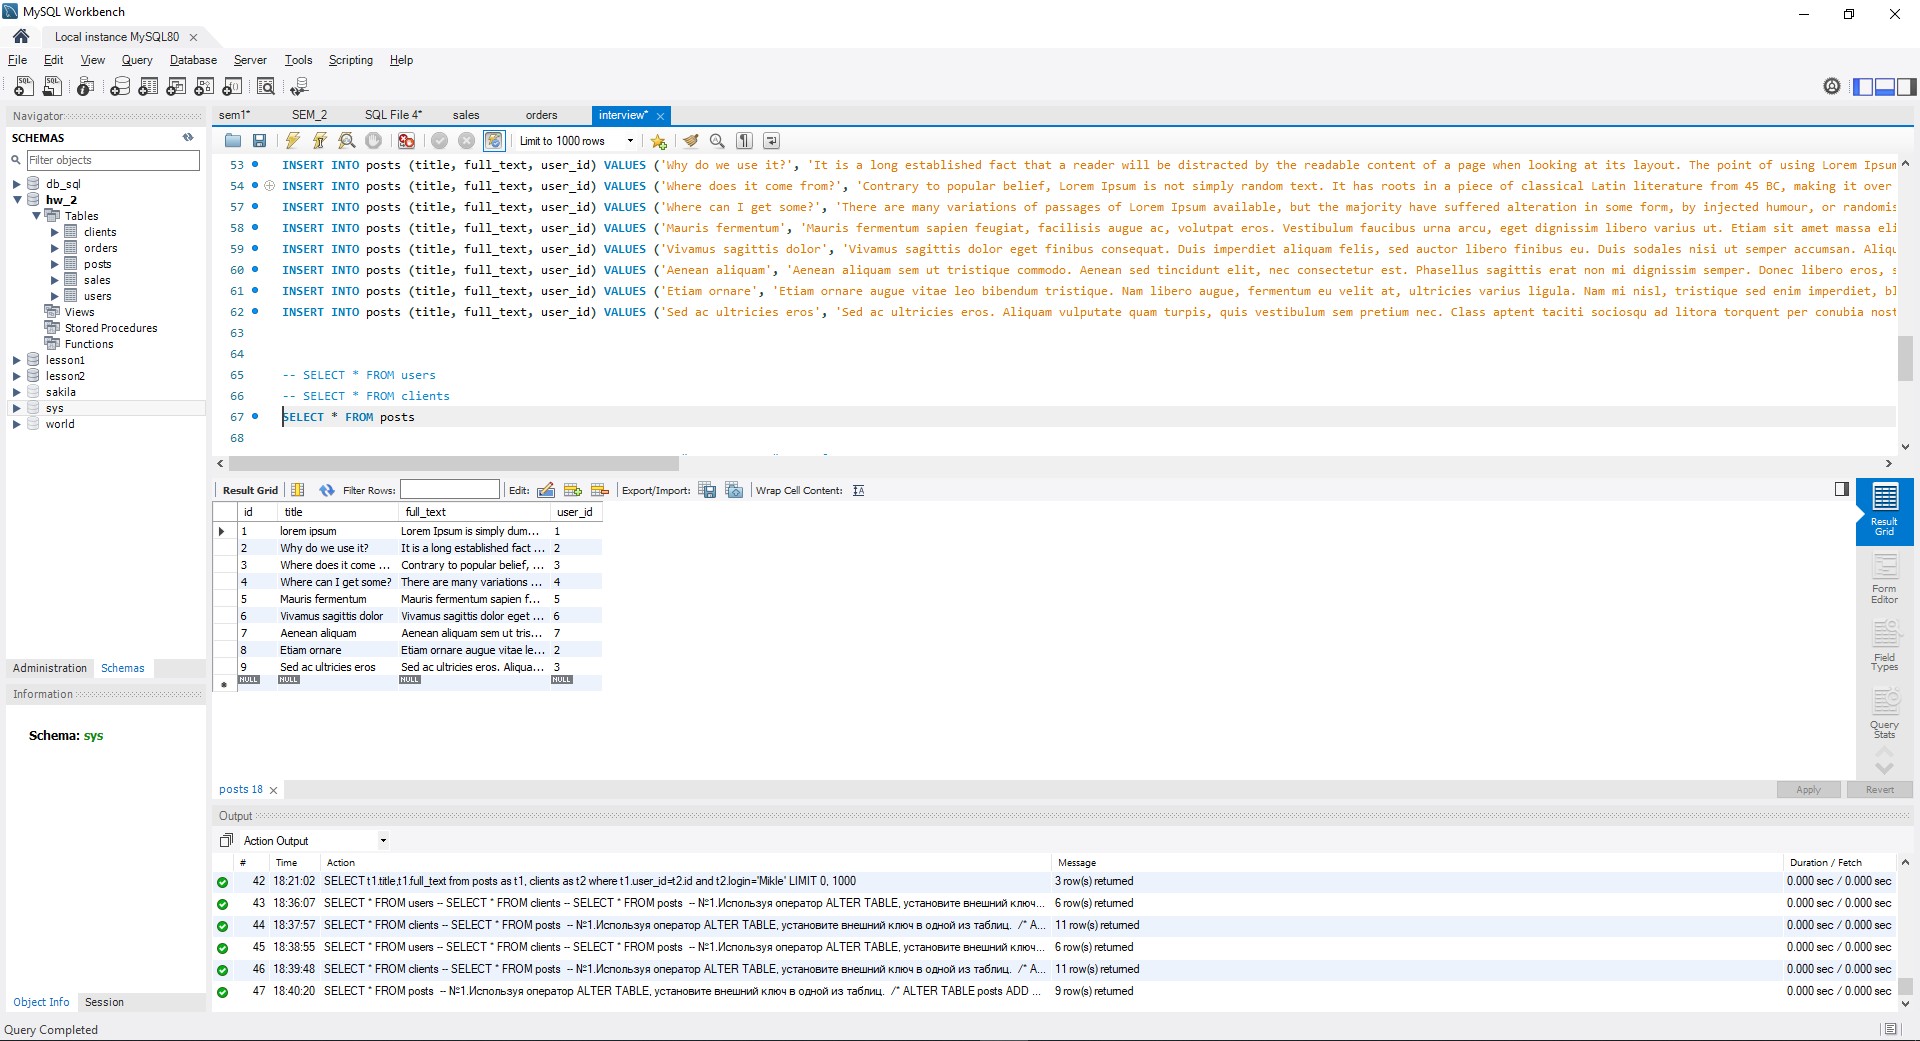 MySQL Workbench
Local instance MySQL80
File Edit View Query Database Server Tools Scripting Help
Navigator
SCHEMAS
Filter objects
db_sql
hw_2
Tables
clients
orders
posts
sales
users
Views
Stored Procedures
Functions
lesson1
lesson2
sakila
sys
world
Administration Schemas
Information
Schema: sys
Object Info Session
sem1* SEM_2 SQL File 4* sales orders interview*
Limit to 1000 rows
53 INSERT INTO posts (title, full_text, user_id) VALUES ('Why do we use it?', 'It is a long established fact that a reader will be distracted by the readable content of a page when looking at its layout. The point of using Lorem Ipsum
54 INSERT INTO posts (title, full_text, user_id) VALUES ('Where does it come from?', 'Contrary to popular belief, Lorem Ipsum is not simply random text. It has roots in a piece of classical Latin literature from 45 BC, making it over
57 INSERT INTO posts (title, full_text, user_id) VALUES ('Where can I get some?', 'There are many variations of passages of Lorem Ipsum available, but the majority have suffered alteration in some form, by injected humour, or randomis
58 INSERT INTO posts (title, full_text, user_id) VALUES ('Mauris fermentum', 'Mauris fermentum sapien feugiat, facilisis augue ac, volutpat eros. Vestibulum faucibus urna arcu, eget dignissim libero varius ut. Etiam sit amet massa eli
59 INSERT INTO posts (title, full_text, user_id) VALUES ('Vivamus sagittis dolor', 'Vivamus sagittis dolor eget finibus consequat. Duis imperdiet aliquam felis, sed auctor libero finibus eu. Duis sodales nisi ut semper accumsan. Aliqu
60 INSERT INTO posts (title, full_text, user_id) VALUES ('Aenean aliquam', 'Aenean aliquam sem ut tristique commodo. Aenean sed tincidunt elit, nec consectetur est. Phasellus sagittis erat non mi dignissim semper. Donec libero eros, s
61 INSERT INTO posts (title, full_text, user_id) VALUES ('Etiam ornare', 'Etiam ornare augue vitae leo bibendum tristique. Nam libero augue, fermentum eu velit at, ultricies varius ligula. Nam mi nisl, tristique sed enim imperdiet, bl
62 INSERT INTO posts (title, full_text, user_id) VALUES ('Sed ac ultricies eros', 'Sed ac ultricies eros. Aliquam vulputate quam turpis, quis vestibulum sem pretium nec. Class aptent taciti sociosqu ad litora torquent per conubia nost
63
64
65 -- SELECT * FROM users
66 -- SELECT * FROM clients
67 SELECT * FROM posts
68
Result Grid Filter Rows: Edit: Export/Import: Wrap Cell Content:
id title full_text user_id
1 lorem ipsum Lorem Ipsum is simply dum... 1
2 Why do we use it? It is a long established fact ... 2
3 Where does it come ... Contrary to popular belief, ... 3
4 Where can I get some? There are many variations ... 4
5 Mauris fermentum Mauris fermentum sapien f... 5
6 Vivamus sagittis dolor Vivamus sagittis dolor eget ... 6
7 Aenean aliquam Aenean aliquam sem ut tris... 7
8 Etiam ornare Etiam ornare augue vitae le... 2
9 Sed ac ultricies eros Sed ac ultricies eros. Aliqua... 3
NULL NULL NULL NULL
Result
Grid
Form
Editor
Field
Types
Query
Stats
posts 18
Apply Revert
Output
Action Output
# Time Action Message Duration / Fetch
42 18:21:02 SELECT t1.title,t1.full_text from posts as t1, clients as t2 where t1.user_id=t2.id and t2.login='Mikle' LIMIT 0, 1000 3 row(s) returned 0.000 sec / 0.000 sec
43 18:36:07 SELECT * FROM users -- SELECT * FROM clients -- SELECT * FROM posts -- №1.Используя оператор ALTER TABLE, установите внешний ключ... 6 row(s) returned 0.000 sec / 0.000 sec
44 18:37:57 SELECT * FROM clients -- SELECT * FROM posts -- №1.Используя оператор ALTER TABLE, установите внешний ключ в одной из таблиц. /* A... 11 row(s) returned 0.000 sec / 0.000 sec
45 18:38:55 SELECT * FROM users -- SELECT * FROM clients -- SELECT * FROM posts -- №1.Используя оператор ALTER TABLE, установите внешний ключ... 6 row(s) returned 0.000 sec / 0.000 sec
46 18:39:48 SELECT * FROM clients -- SELECT * FROM posts -- №1.Используя оператор ALTER TABLE, установите внешний ключ в одной из таблиц. /* A... 11 row(s) returned 0.000 sec / 0.000 sec
47 18:40:20 SELECT * FROM posts -- №1.Используя оператор ALTER TABLE, установите внешний ключ в одной из таблиц. /* ALTER TABLE posts ADD ... 9 row(s) returned 0.000 sec / 0.000 sec
Query Completed